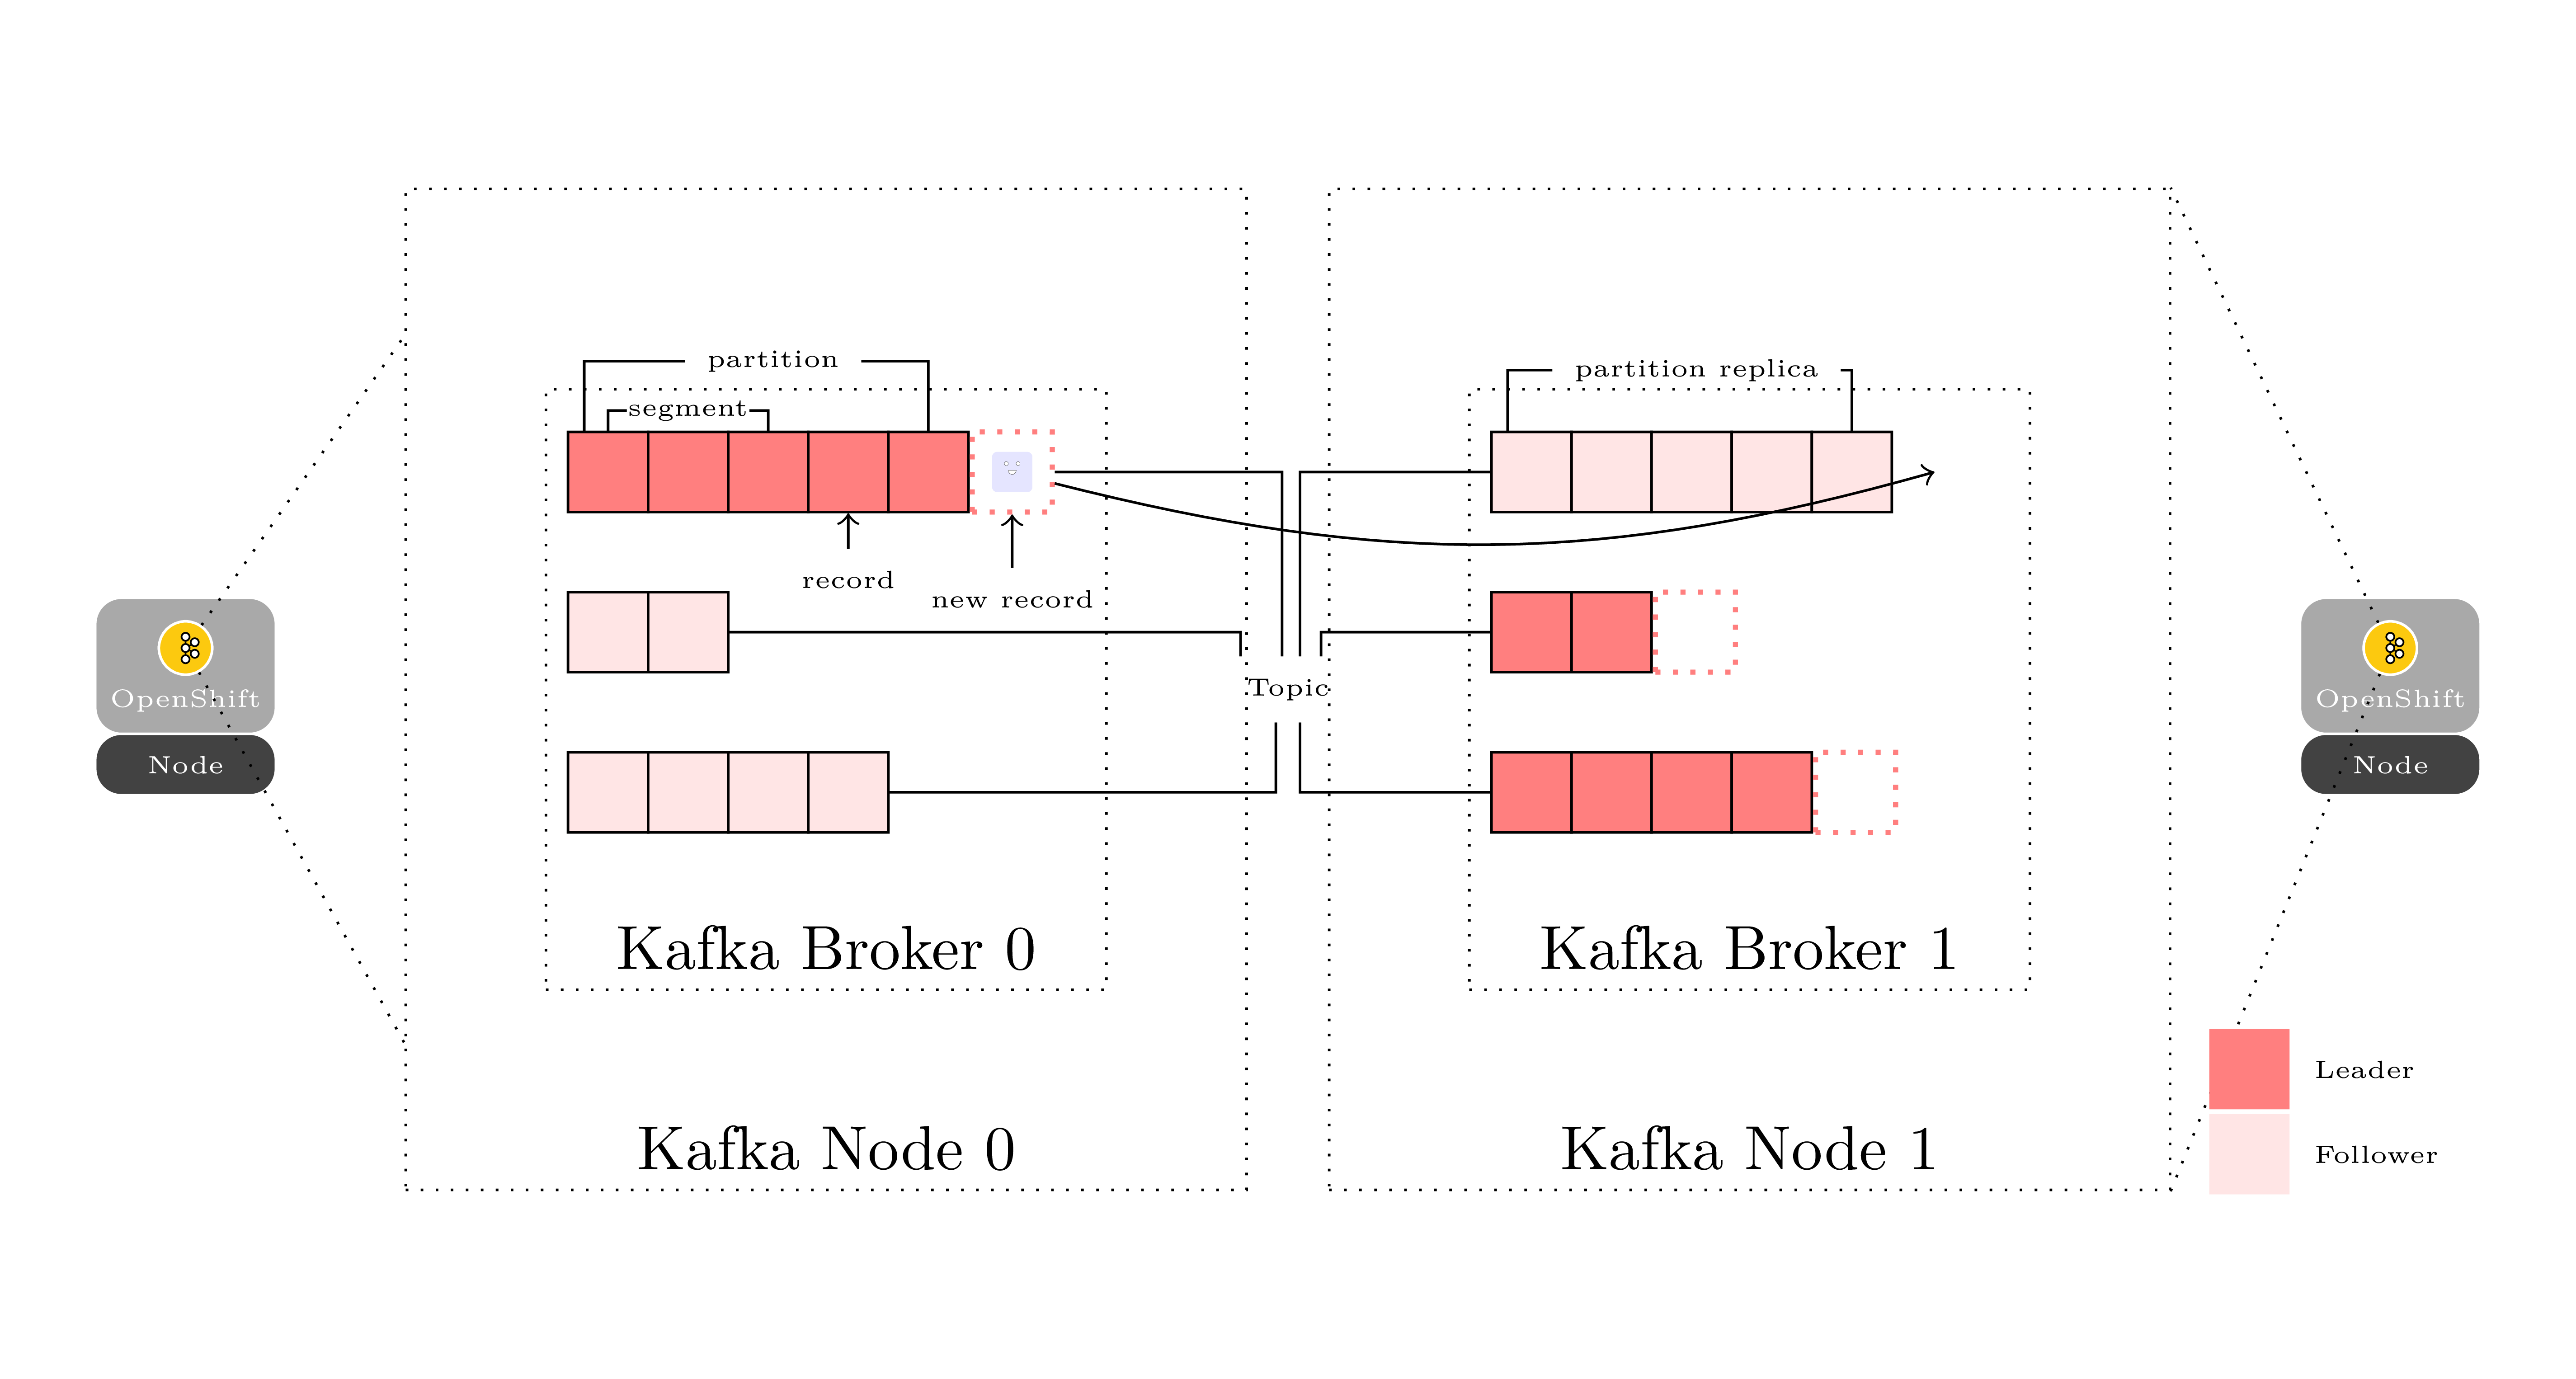 partition
segment
partition replica
record
new record
OpenShift
Node
Topic
OpenShift
Node
Kafka Broker 0
Kafka Broker 1
Kafka Node 0
Kafka Node 1
Leader
Follower